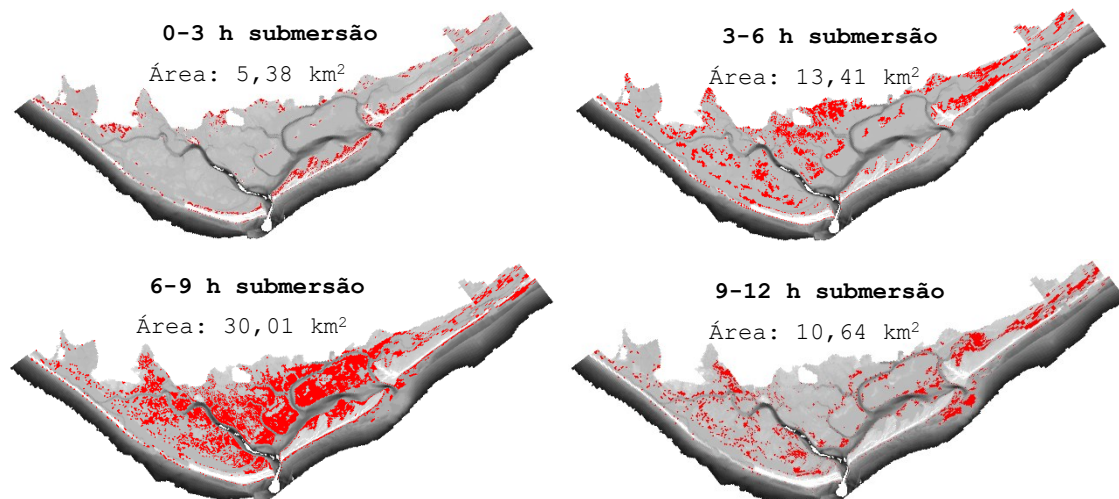 0-3 h submersão
Área: 5,38 km²
3-6 h submersão
Área: 13,41 km²
6-9 h submersão
Área: 30,01 km²
9-12 h submersão
Área: 10,64 km²